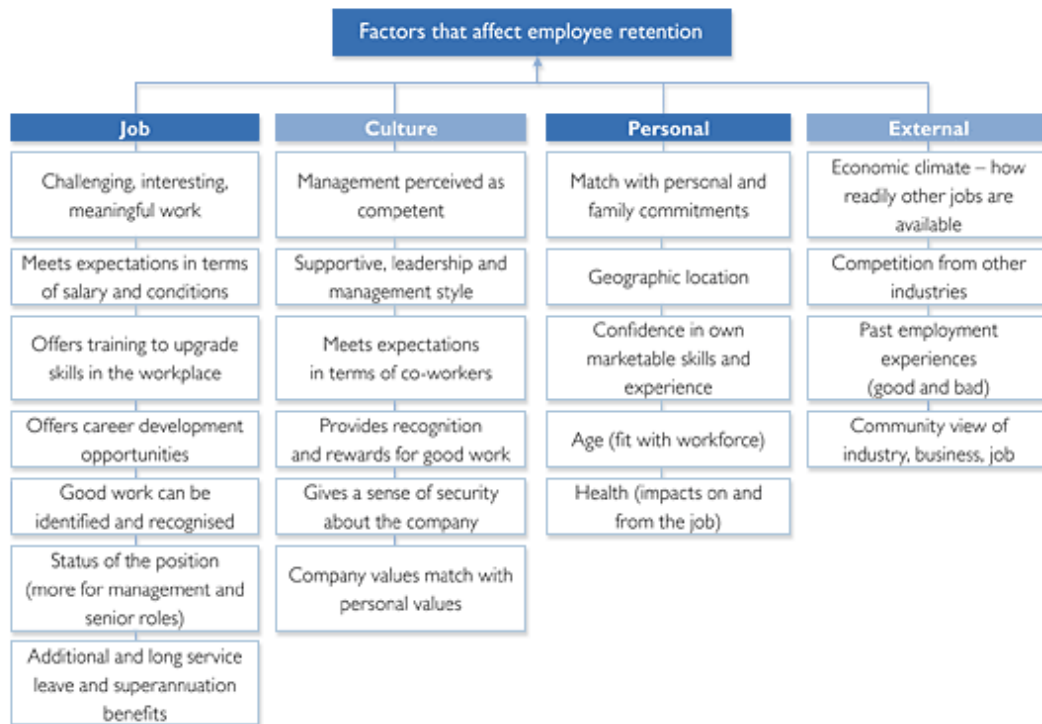 Factors that affect employee retention
Job
Challenging, interesting,
meaningful work
Meets expectations in terms
of salary and conditions
Offers training to upgrade
skills in the workplace
Offers career development
opportunities
Good work can be
identified and recognised
Status of the position
(more for management and
senior roles)
Additional and long service
leave and superannuation
benefits
Culture
Management perceived as
competent
Supportive, leadership and
management style
Meets expectations
in terms of co-workers
Provides recognition
and rewards for good work
Gives a sense of security
about the company
Company values match with
personal values
Personal
Match with personal and
family commitments
Geographic location
Confidence in own
marketable skills and
experience
Age (fit with workforce)
Health (impacts on and
from the job)
External
Economic climate – how
readily other jobs are
available
Competition from other
industries
Past employment
experiences
(good and bad)
Community view of
industry, business, job